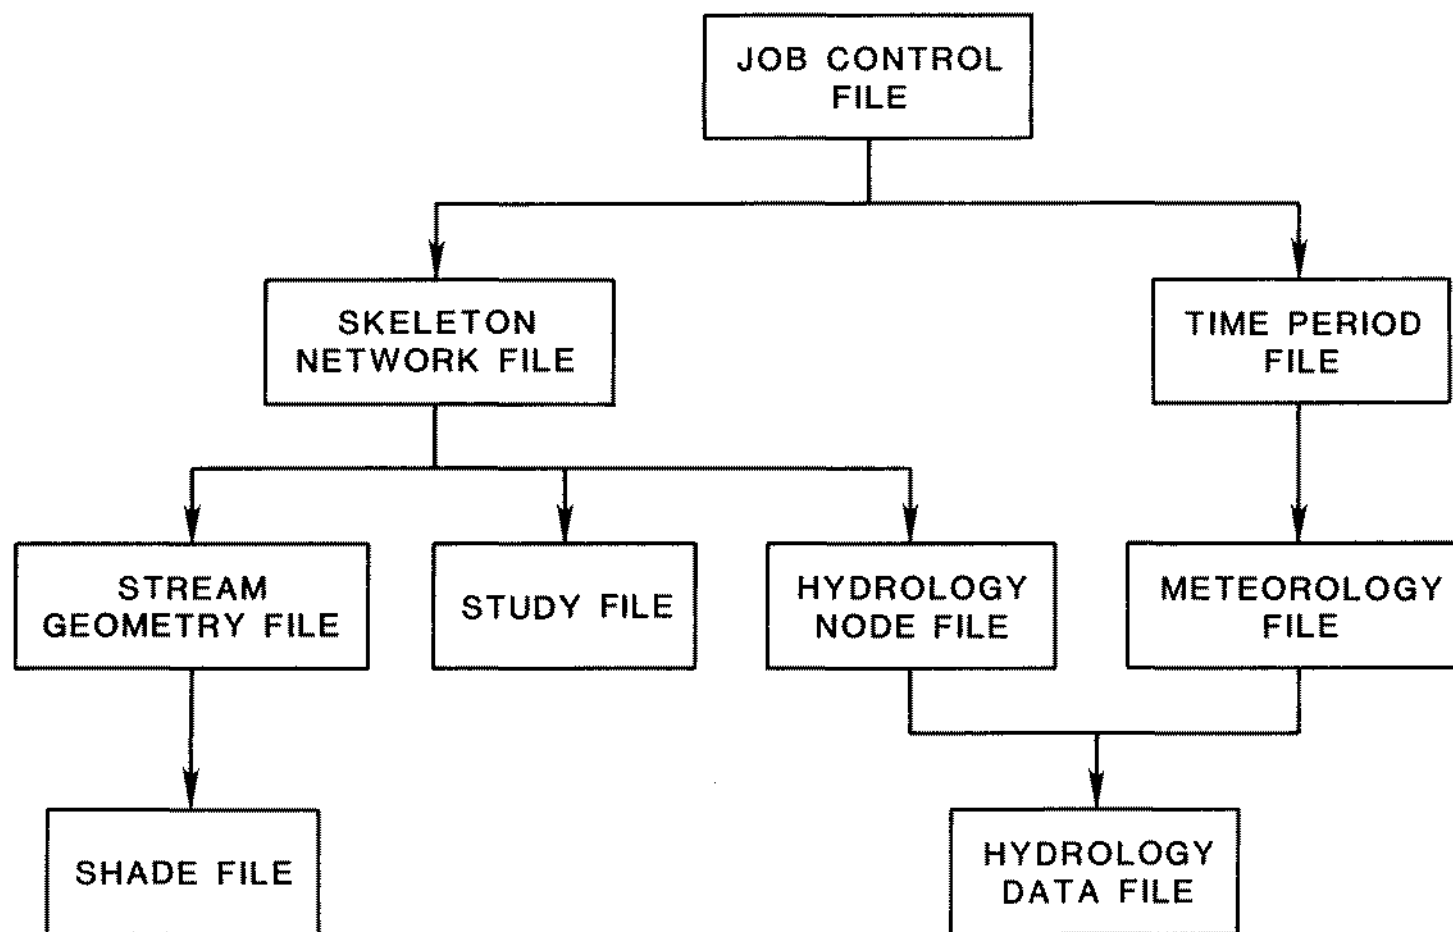 JOB CONTROL
FILE
SKELETON
NETWORK FILE
TIME PERIOD
FILE
STREAM
GEOMETRY FILE
STUDY FILE
HYDROLOGY
NODE FILE
METEOROLOGY
FILE
SHADE FILE
HYDROLOGY
DATA FILE